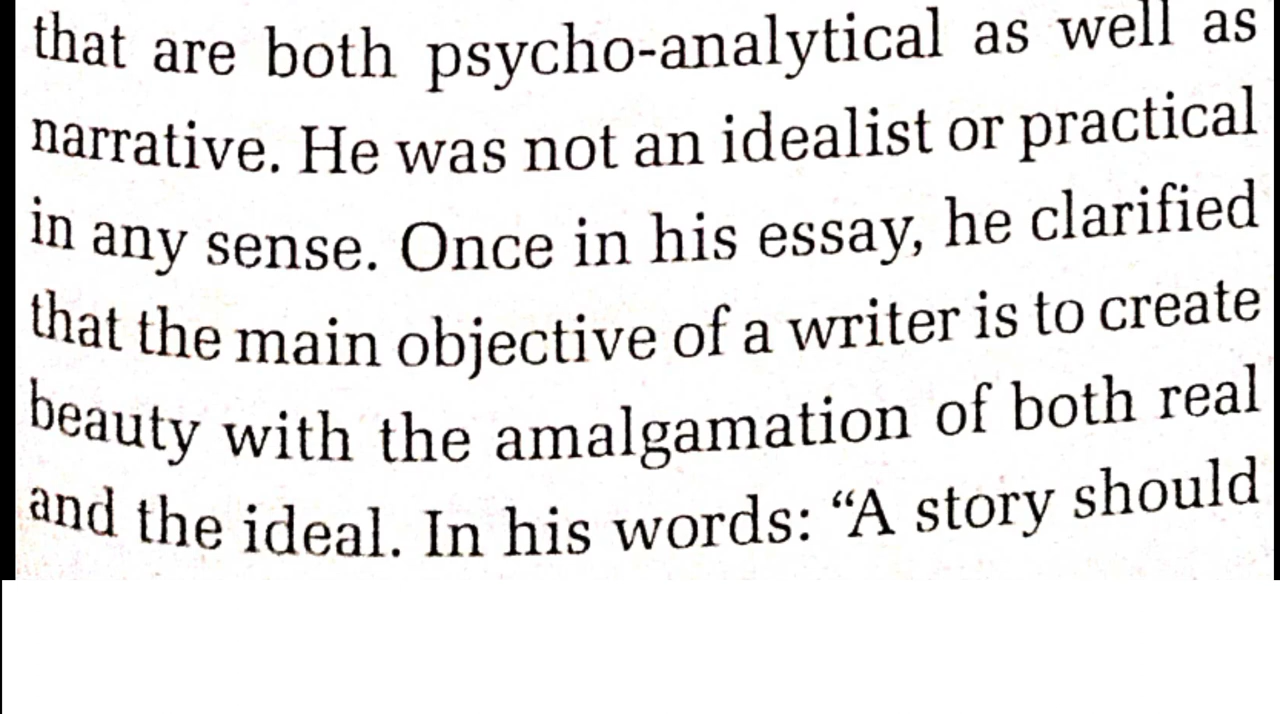 that are both psycho-analytical as well as
narrative. He was not an idealist or practical
in any sense. Once in his essay, he clarified
that the main objective of a writer is to create
beauty with the amalgamation of both real
and the ideal. In his words: “A story should